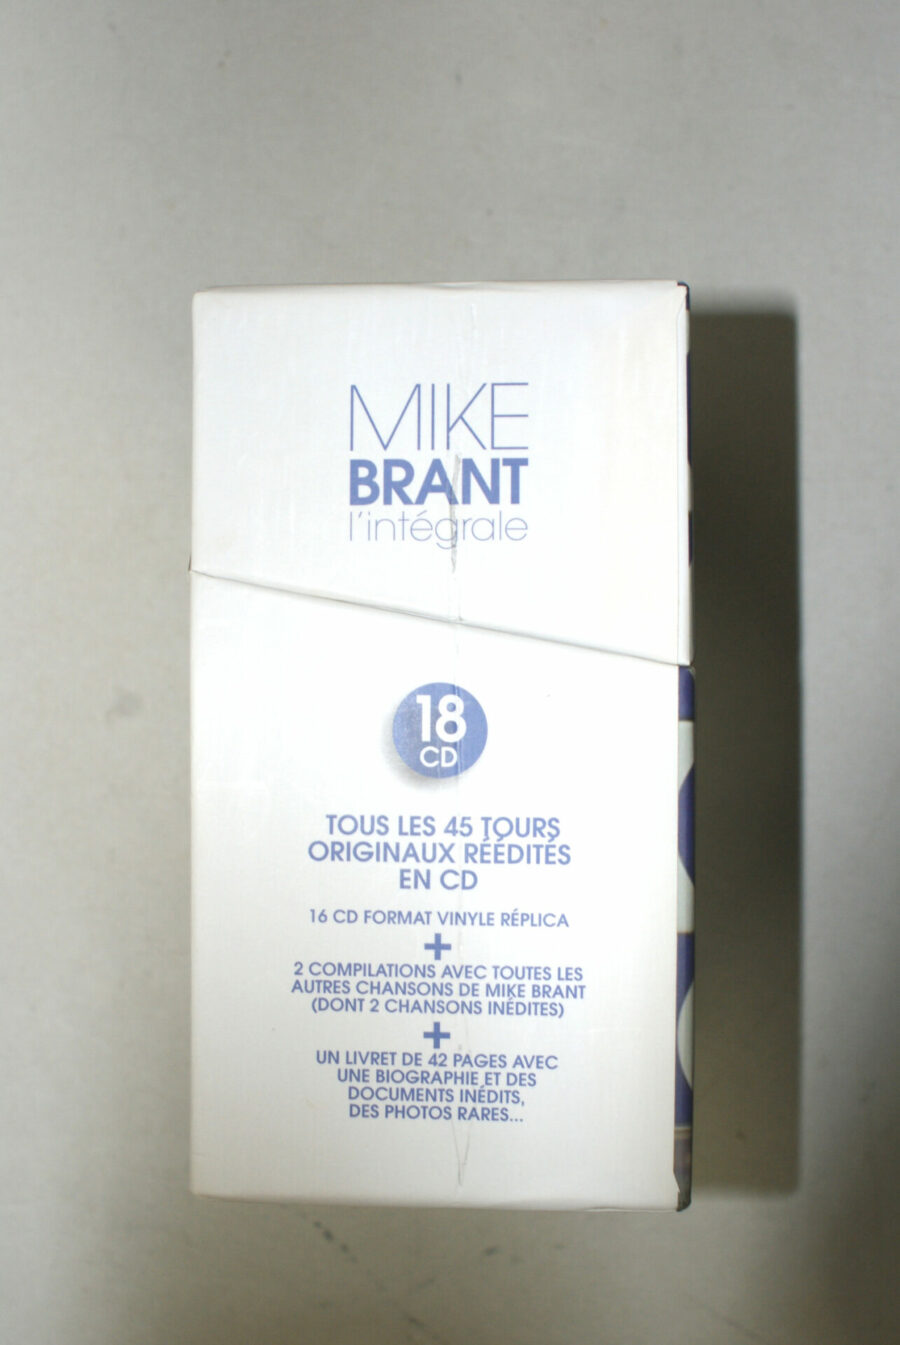 MIKE
BRANT
l'intégrale
18
CD
TOUS LES 45 TOURS
ORIGINAUX RÉÉDITÉS
EN CD
16 CD FORMAT VINYLE RÉPLICA
+
2 COMPILATIONS AVEC TOUTES LES
AUTRES CHANSONS DE MIKE BRANT
(DONT 2 CHANSONS INÉDITES)
+
UN LIVRET DE 42 PAGES AVEC
UNE BIOGRAPHIE ET DES
DOCUMENTS INÉDITS,
DES PHOTOS RARES...